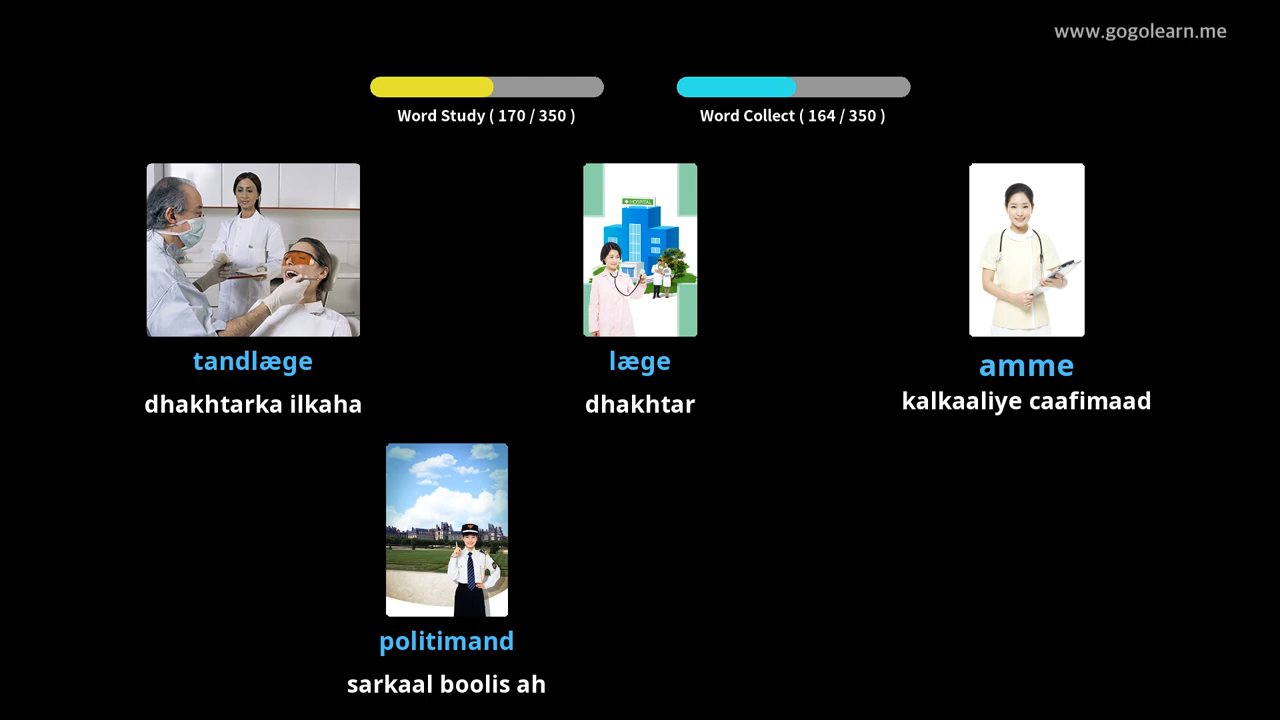 www.gogolearn.me
Word Study ( 170 / 350 )
Word Collect ( 164 / 350 )
HOSPITAL
tandlæge
læge
amme
dhakhtarka ilkaha
dhakhtar
kalkaaliye caafimaad
politimand
sarkaal boolis ah